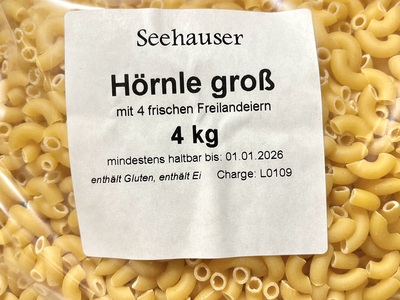 Seehauser
Hörnle groß
mit 4 frischen Freilandeiern
4 kg
mindestens haltbar bis: 01.01.2026
enthält Gluten, enthält Ei Charge: L0109